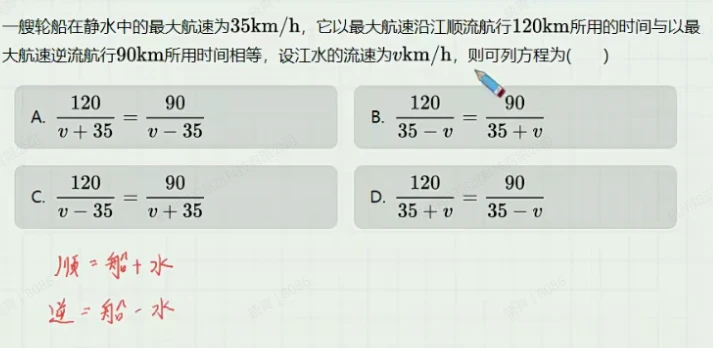 一艘轮船在静水中的最大航速为35km/h，它以最大航速沿江顺流航行120km所用的时间与以最
大航速逆流航行90km所用时间相等，设江水的流速为vkm/h，则可列方程为(　　)
A. 120/(v + 35) = 90/(v − 35)
B. 120/(35 − v) = 90/(35 + v)
C. 120/(v − 35) = 90/(v + 35)
D. 120/(35 + v) = 90/(35 − v)
顺 = 船 + 水
逆 = 船 − 水